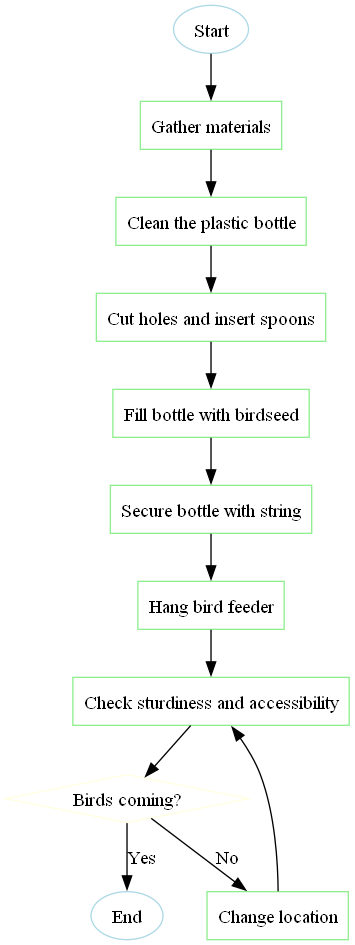 Start
Gather materials
Clean the plastic bottle
Cut holes and insert spoons
Fill bottle with birdseed
Secure bottle with string
Hang bird feeder
Check sturdiness and accessibility
Birds coming?
Yes
No
End
Change location